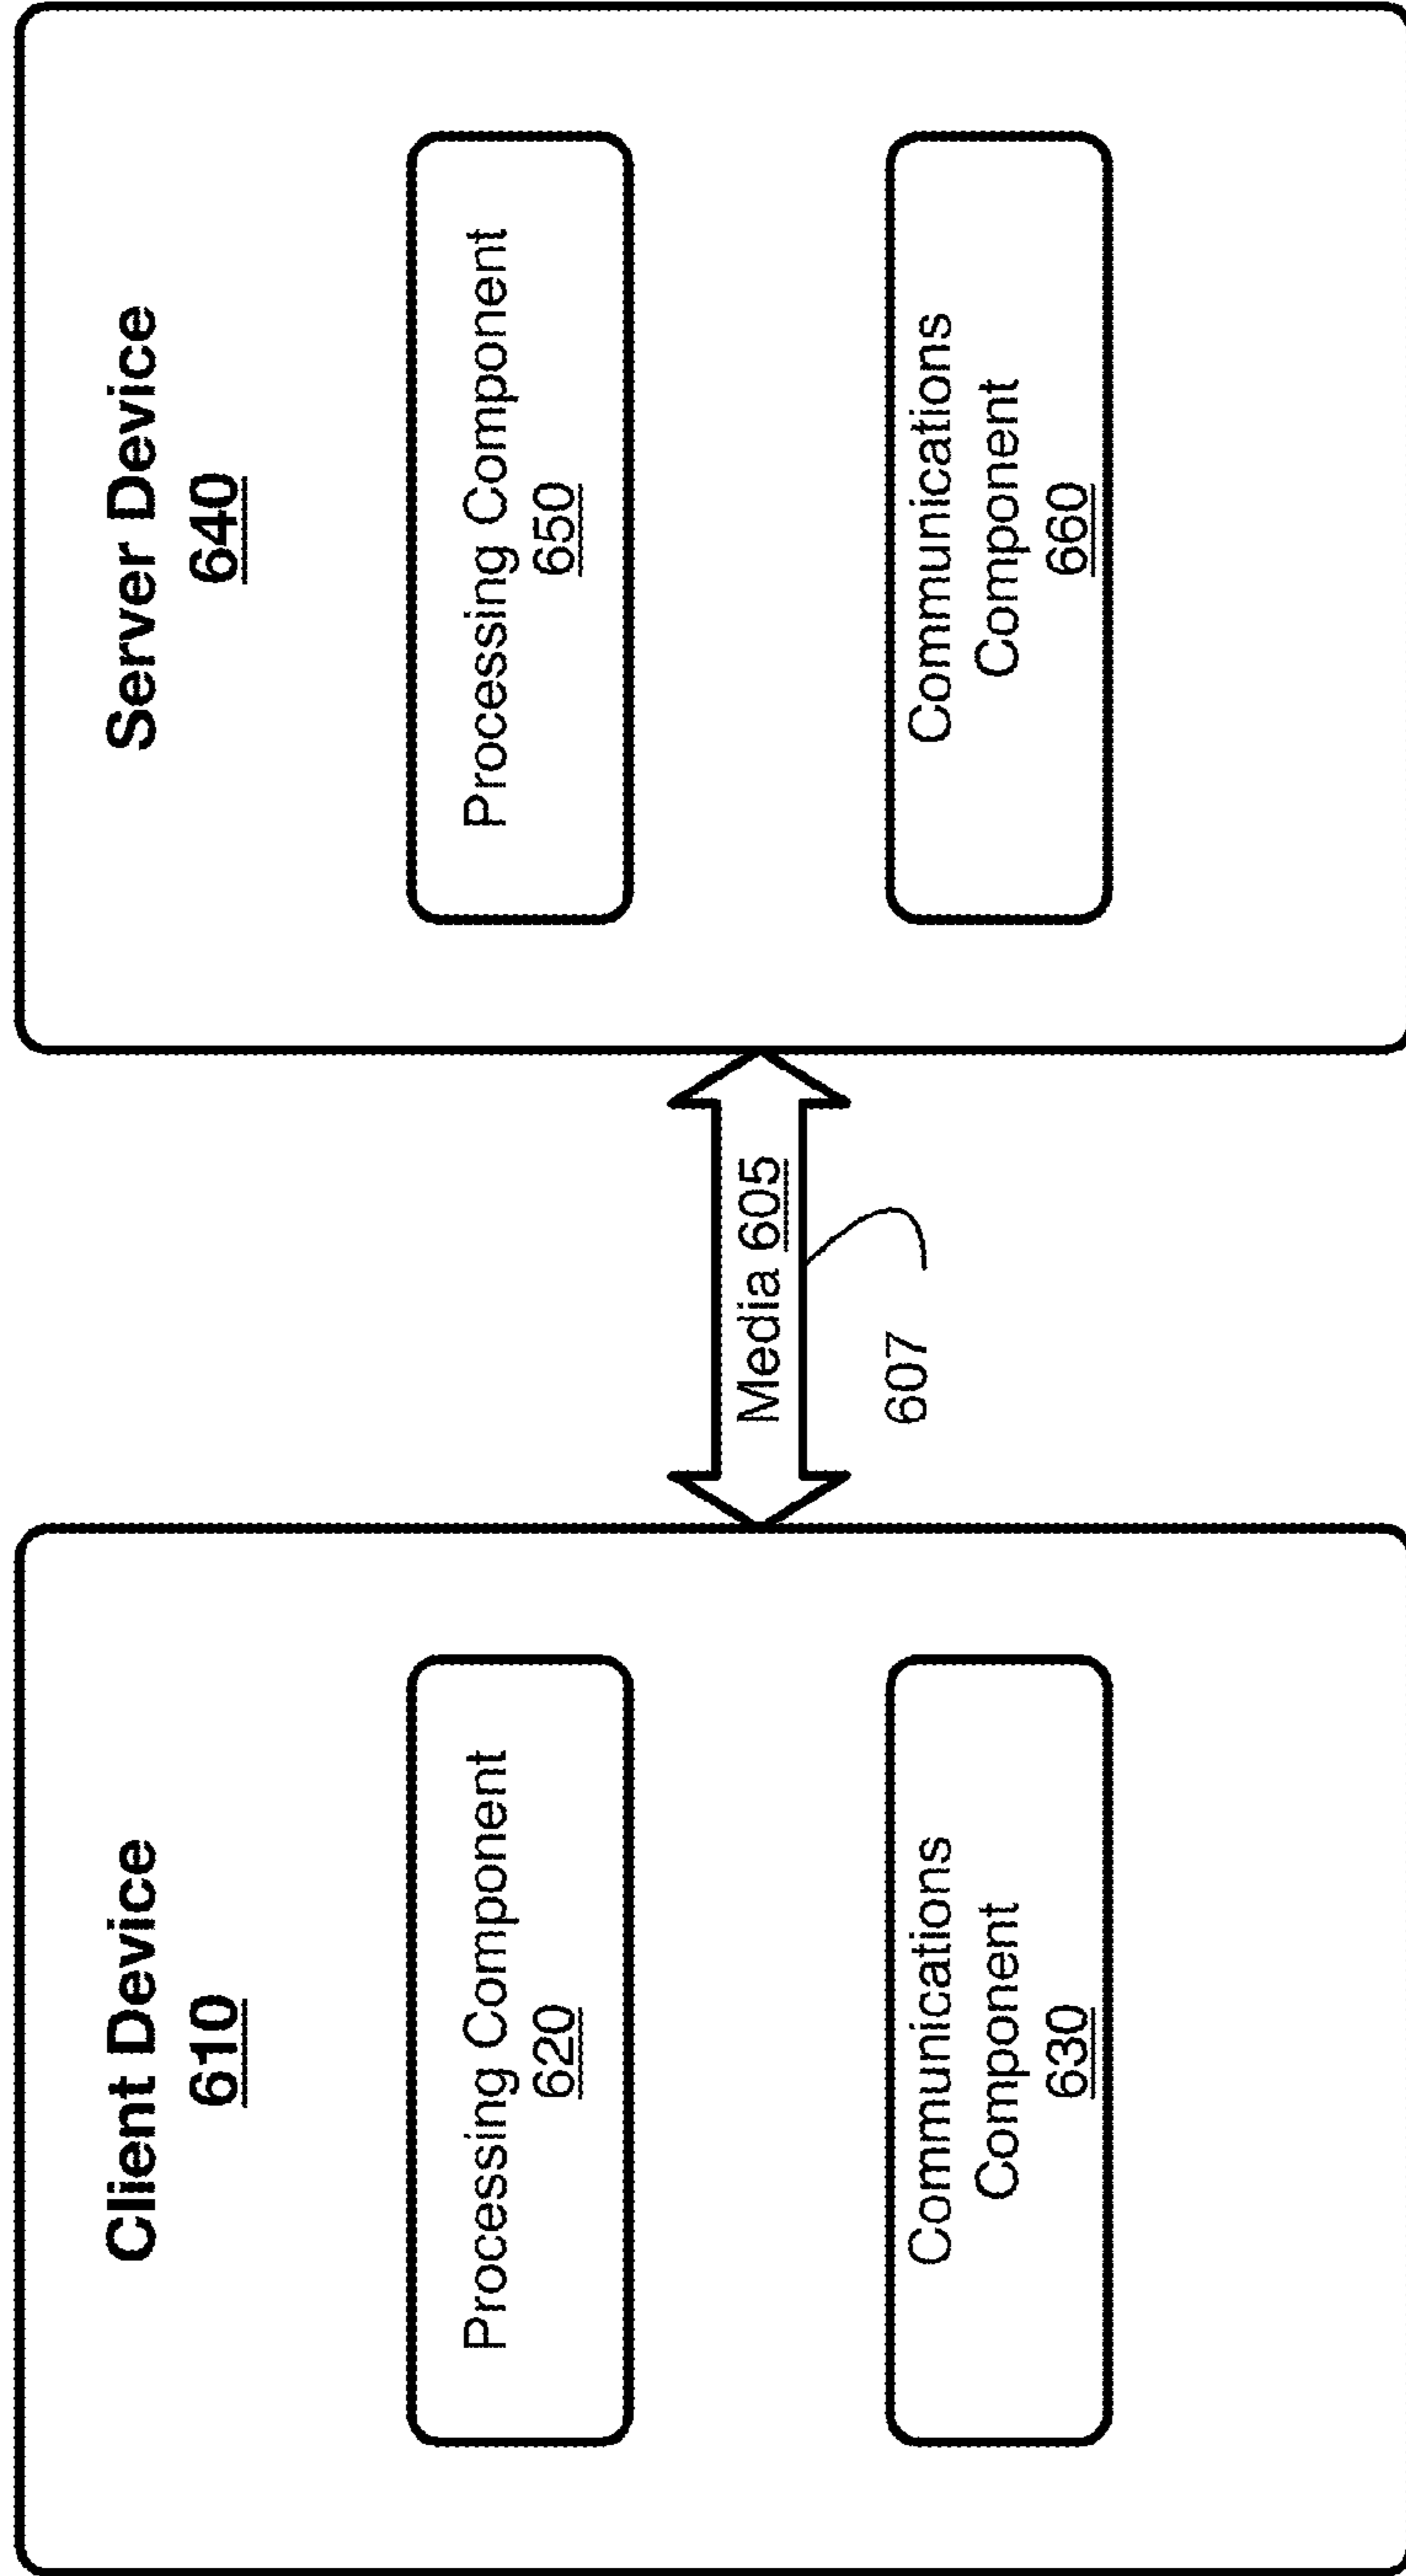 Client Device
610
Processing Component
620
Communications
Component
630
Media 605
607
Server Device
640
Processing Component
650
Communications
Component
660